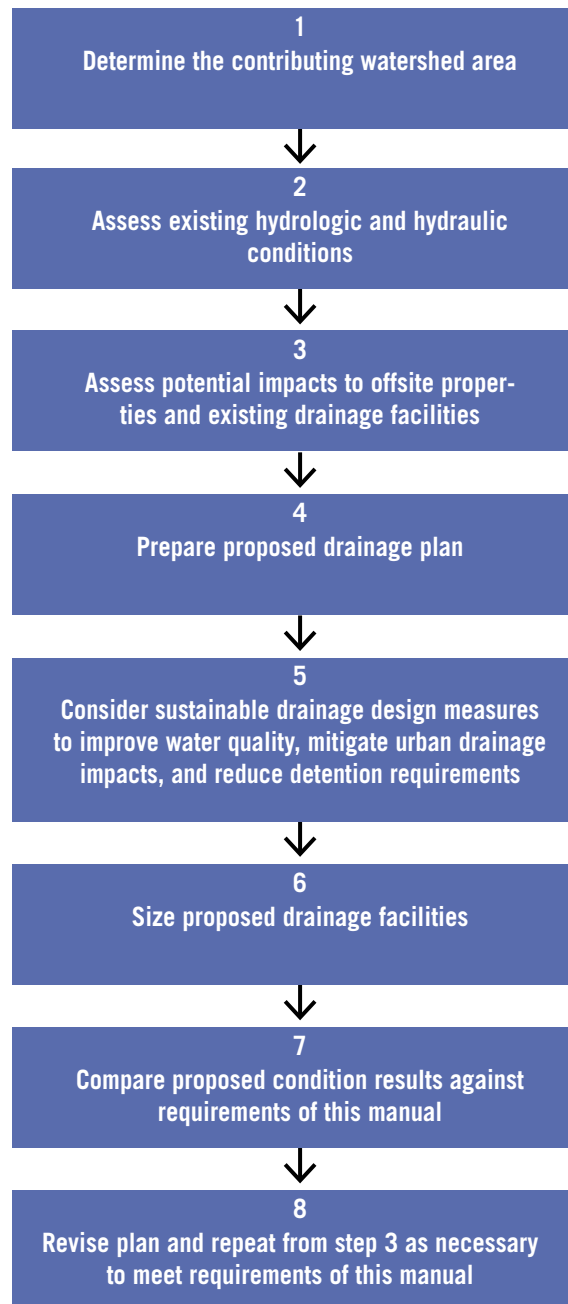 1
Determine the contributing watershed area
2
Assess existing hydrologic and hydraulic
conditions
3
Assess potential impacts to offsite proper-
ties and existing drainage facilities
4
Prepare proposed drainage plan
5
Consider sustainable drainage design measures
to improve water quality, mitigate urban drainage
impacts, and reduce detention requirements
6
Size proposed drainage facilities
7
Compare proposed condition results against
requirements of this manual
8
Revise plan and repeat from step 3 as necessary
to meet requirements of this manual